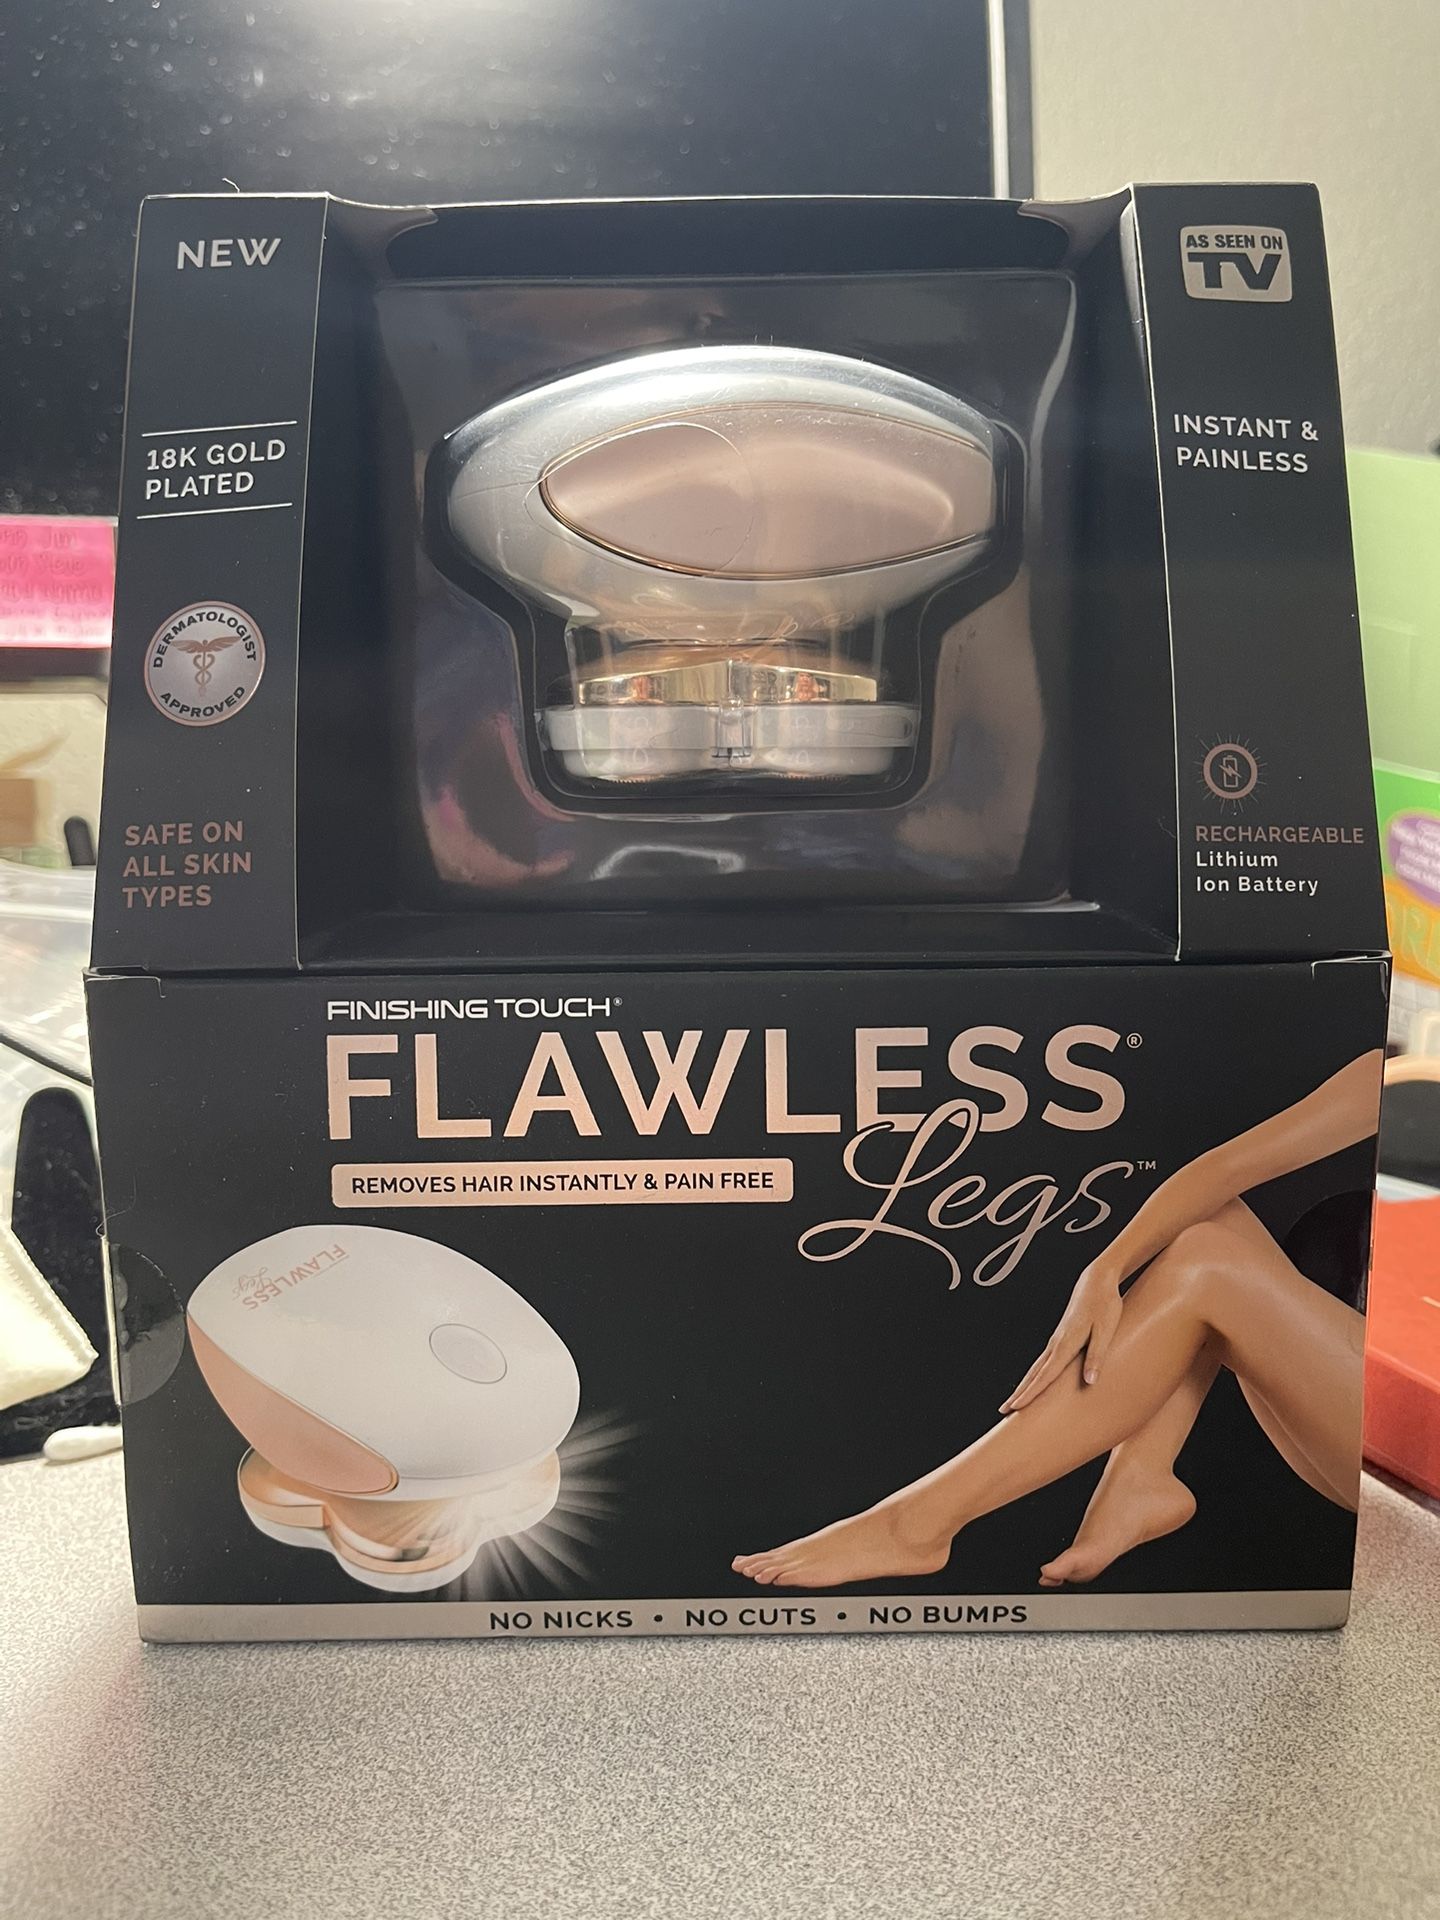 NEW
18K GOLD
PLATED
DERMATOLOGIST
APPROVED
SAFE ON
ALL SKIN
TYPES
AS SEEN ON
TV
INSTANT &
PAINLESS
RECHARGEABLE
Lithium
Ion Battery
FINISHING TOUCH®
FLAWLESS®
Legs™
REMOVES HAIR INSTANTLY & PAIN FREE
FLAWLESS
Legs
NO NICKS • NO CUTS • NO BUMPS